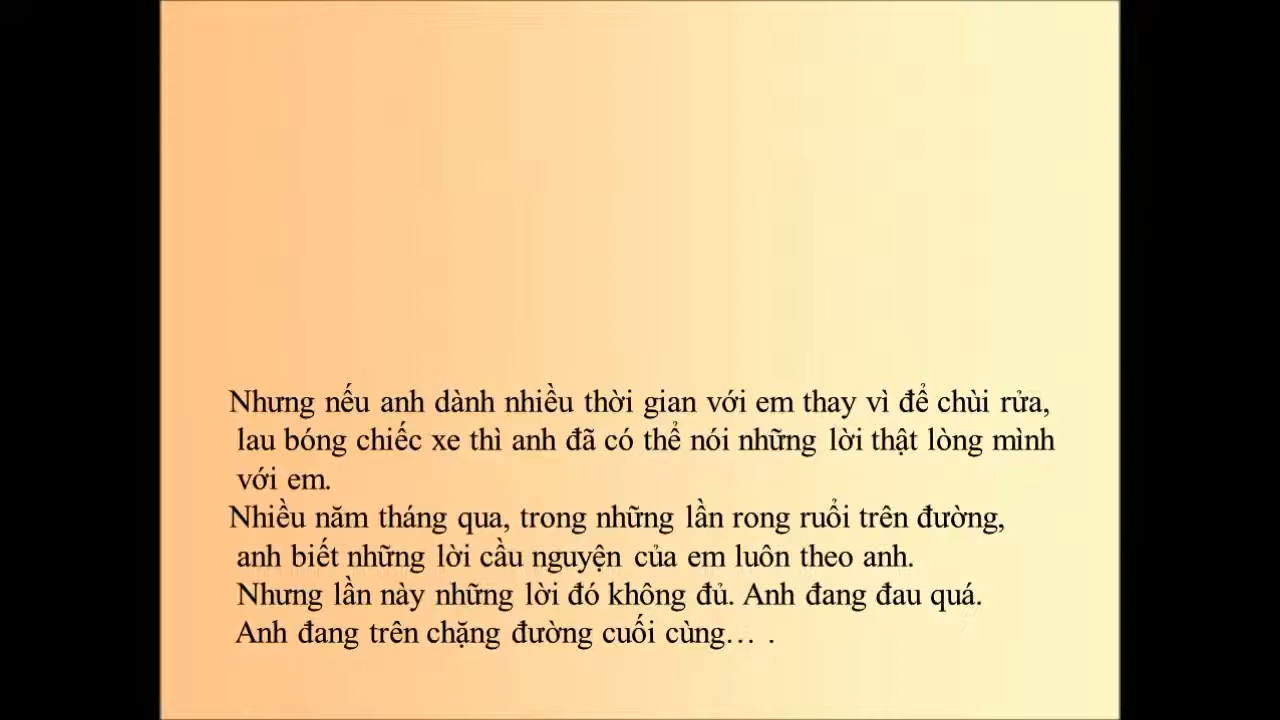 Nhưng nếu anh dành nhiều thời gian với em thay vì để chùi rửa,
lau bóng chiếc xe thì anh đã có thể nói những lời thật lòng mình
với em.
Nhiều năm tháng qua, trong những lần rong ruổi trên đường,
anh biết những lời cầu nguyện của em luôn theo anh.
Nhưng lần này những lời đó không đủ. Anh đang đau quá.
Anh đang trên chặng đường cuối cùng… .